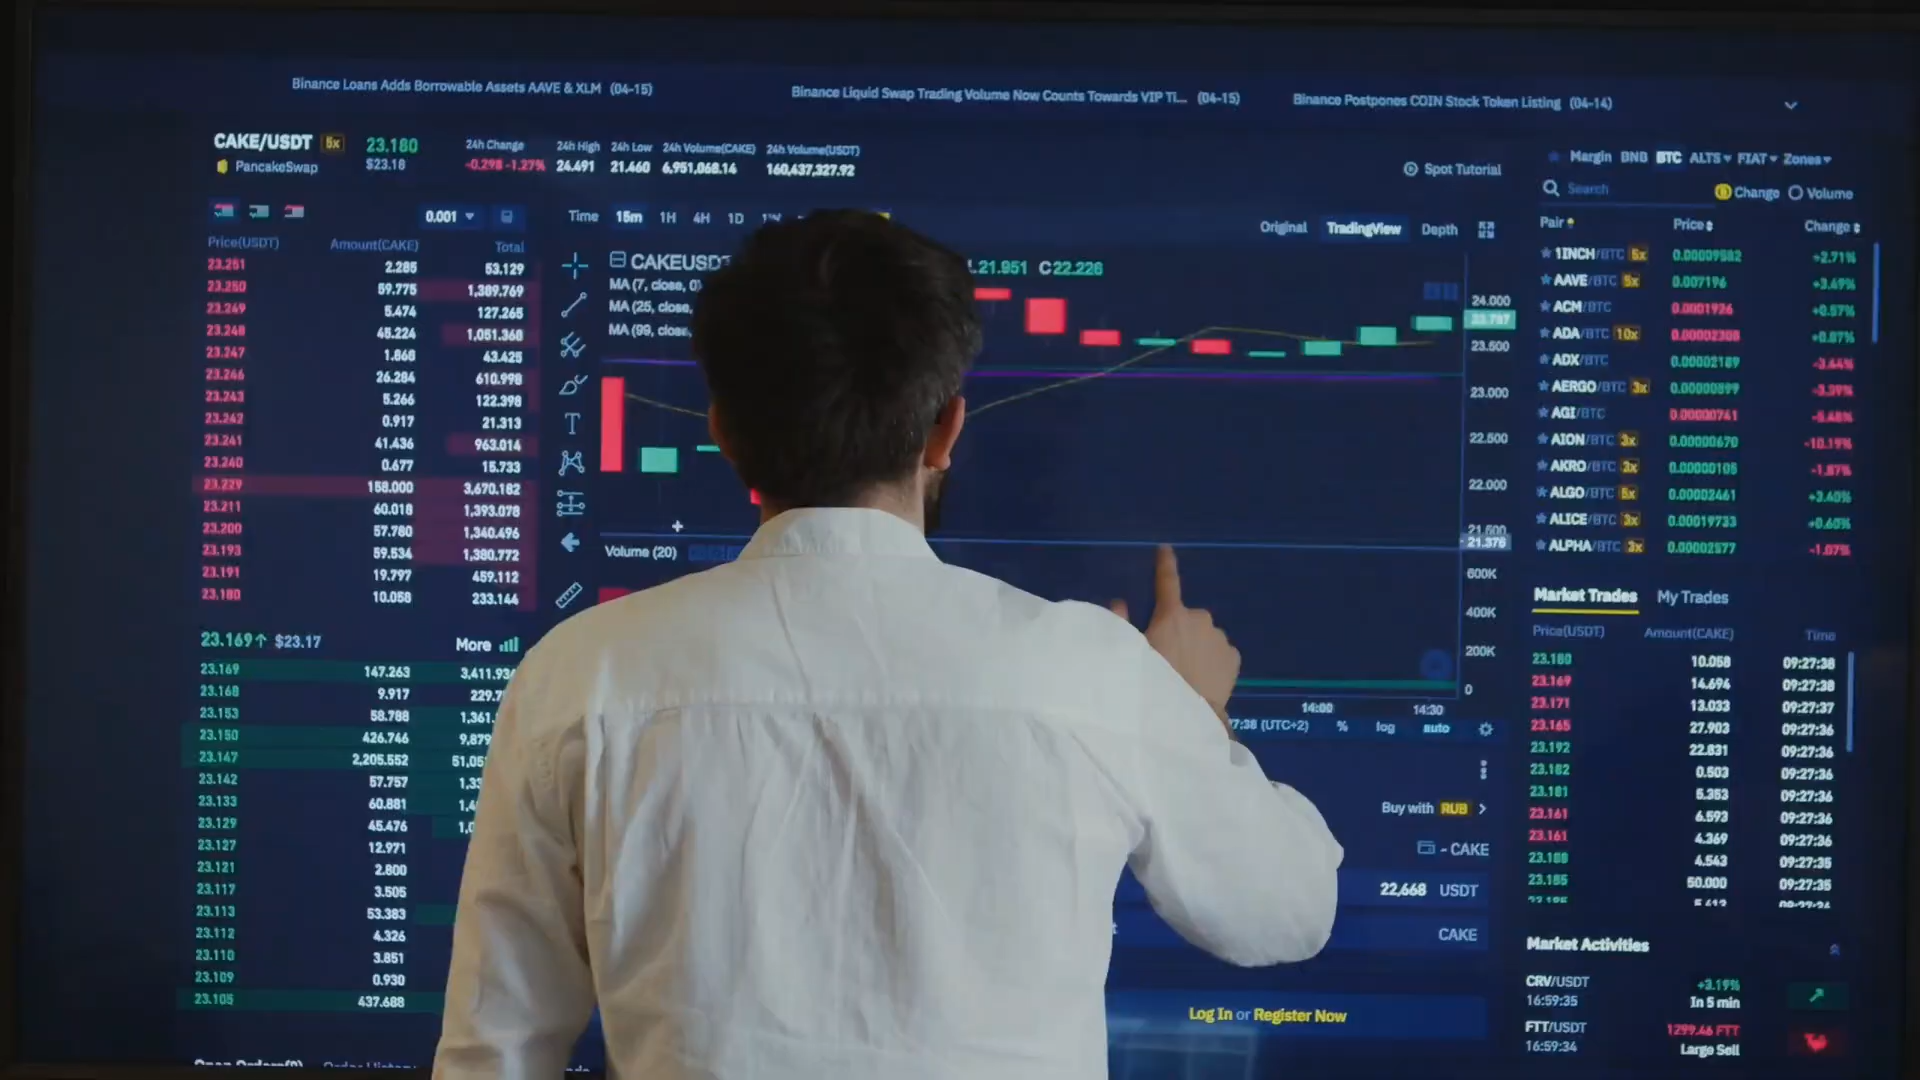 Binance Loans Adds Borrowable Assets AAVE & XLM (04-15)
Binance Liquid Swap Trading Volume Now Counts Towards VIP Ti... (04-15)
Binance Postpones COIN Stock Token Listing (04-14)
CAKE/USDT 5x
PancakeSwap
23.180
$23.18
24h Change
-0.298 -1.27%
24h High
24.491
24h Low
21.460
24h Volume(CAKE)
6,951,068.14
24h Volume(USDT)
160,437,327.92
Spot Tutorial
0.001
Price(USDT) Amount(CAKE) Total
23.251 2.285 53.129
23.250 59.775 1,389.769
23.249 5.474 127.265
23.248 45.224 1,051.368
23.247 1.868 43.425
23.246 26.284 610.998
23.243 5.266 122.398
23.242 0.917 21.313
23.241 41.436 963.014
23.240 0.677 15.733
23.229 158.000 3,670.182
23.211 60.018 1,393.078
23.200 57.780 1,340.496
23.193 59.534 1,380.772
23.191 19.797 459.112
23.180 10.058 233.144
23.169↑ $23.17 More
23.169 147.263 3,411.934
23.168 9.917 229.7
23.153 58.788 1,361.
23.150 426.746 9,879
23.147 2,205.552 51,05
23.142 57.757 1,33
23.133 60.881 1,4
23.129 45.476 1,0
23.127 12.971
23.121 2.800
23.117 3.505
23.113 53.383
23.112 4.326
23.110 3.851
23.109 0.930
23.105 437.688
Open Orders(0) Order History
Time 15m 1H 4H 1D 1W
Original TradingView Depth
CAKEUSDT
L21.951 C22.226
MA (7, close, 0)
MA (25, close,
MA (99, close,
24.000
23.787
23.500
23.000
22.500
22.000
21.500
21.376
Volume (20)
600K
400K
200K
0
14:00 14:30
7:38 (UTC+2) % log auto
Buy with RUB
- CAKE
22,668 USDT
CAKE
Log In or Register Now
Margin BNB BTC ALTS FIAT Zones
Search Change Volume
Pair Price Change
1INCH/BTC 5x 0.00009582 +2.71%
AAVE/BTC 5x 0.007196 +3.49%
ACM/BTC 0.0001926 +0.57%
ADA/BTC 10x 0.00002308 +0.87%
ADX/BTC 0.00002189 -3.44%
AERGO/BTC 3x 0.00000899 -3.39%
AGI/BTC 0.00000741 -5.48%
AION/BTC 3x 0.00000670 -10.19%
AKRO/BTC 3x 0.00000105 -1.87%
ALGO/BTC 5x 0.00002461 +3.40%
ALICE/BTC 3x 0.00019733 +0.60%
ALPHA/BTC 3x 0.00002577 -1.07%
Market Trades My Trades
Price(USDT) Amount(CAKE) Time
23.180 10.058 09:27:38
23.169 14.694 09:27:38
23.171 13.033 09:27:37
23.165 27.903 09:27:36
23.192 22.831 09:27:36
23.182 0.503 09:27:36
23.181 5.353 09:27:36
23.161 6.593 09:27:36
23.161 4.369 09:27:36
23.188 4.543 09:27:35
23.155 50.000 09:27:35
Market Activities
CRV/USDT +3.19%
16:59:35 In 5 min
FTT/USDT 1299.46 FTT
16:59:34 Large Sell